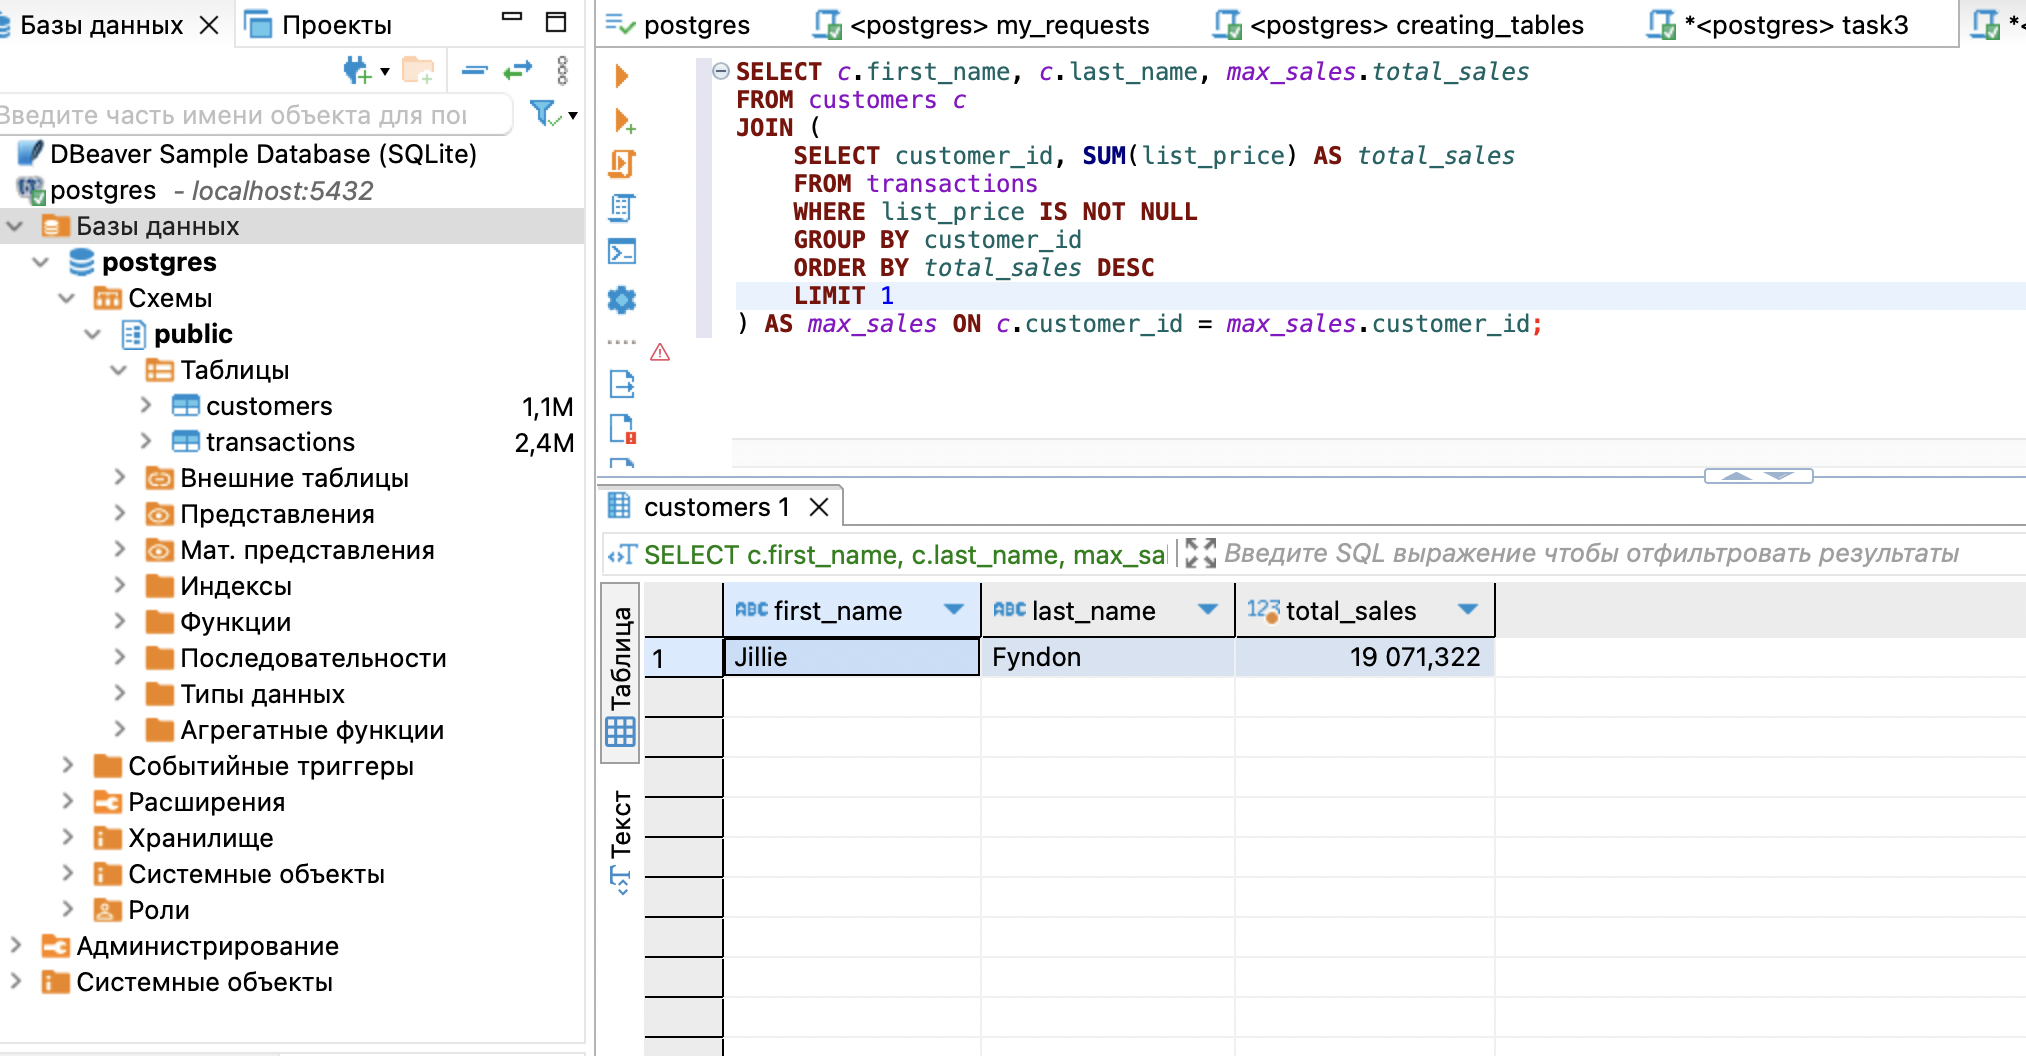 Базы данных
Проекты
Введите часть имени объекта для
DBeaver Sample Database (SQLite)
postgres - localhost:5432
Базы данных
postgres
Схемы
public
Таблицы
customers 1,1M
transactions 2,4M
Внешние таблицы
Представления
Мат. представления
Индексы
Функции
Последовательности
Типы данных
Агрегатные функции
Событийные триггеры
Расширения
Хранилище
Системные объекты
Роли
Администрирование
Системные объекты
postgres
<postgres> my_requests
<postgres> creating_tables
*<postgres> task3
*<
SELECT c.first_name, c.last_name, max_sales.total_sales
FROM customers c
JOIN (
SELECT customer_id, SUM(list_price) AS total_sales
FROM transactions
WHERE list_price IS NOT NULL
GROUP BY customer_id
ORDER BY total_sales DESC
LIMIT 1
) AS max_sales ON c.customer_id = max_sales.customer_id;
customers 1
SELECT c.first_name, c.last_name, max_sa
Введите SQL выражение чтобы отфильтровать результаты
Таблица
Текст
ABC first_name ABC last_name 123 total_sales
1 Jillie Fyndon 19 071,322